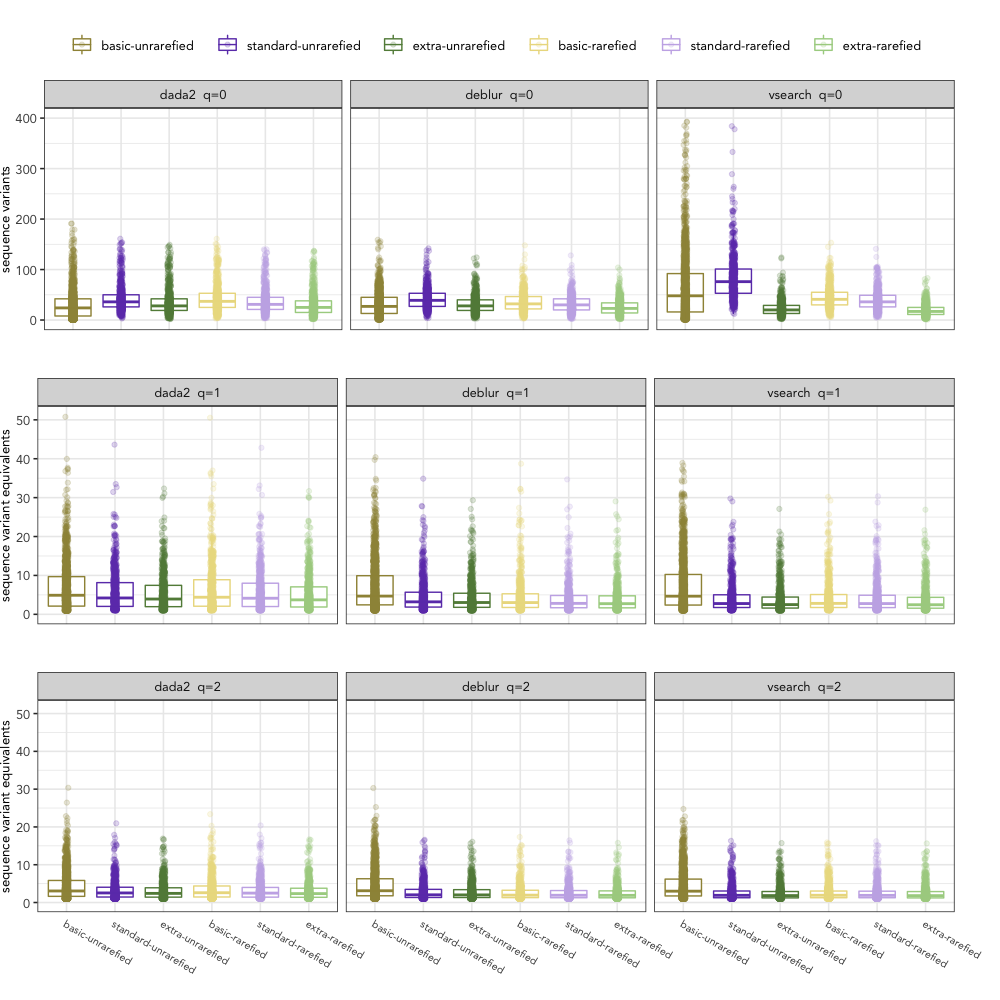 basic-unrarefied standard-unrarefied extra-unrarefied basic-rarefied standard-rarefied extra-rarefied
dada2 q=0 deblur q=0 vsearch q=0
sequence variants
400
300
200
100
0
dada2 q=1 deblur q=1 vsearch q=1
sequence variant equivalents
50
40
30
20
10
0
dada2 q=2 deblur q=2 vsearch q=2
sequence variant equivalents
50
40
30
20
10
0
basic-unrarefied standard-unrarefied extra-unrarefied basic-rarefied standard-rarefied extra-rarefied basic-unrarefied standard-unrarefied extra-unrarefied basic-rarefied standard-rarefied extra-rarefied basic-unrarefied standard-unrarefied extra-unrarefied basic-rarefied standard-rarefied extra-rarefied